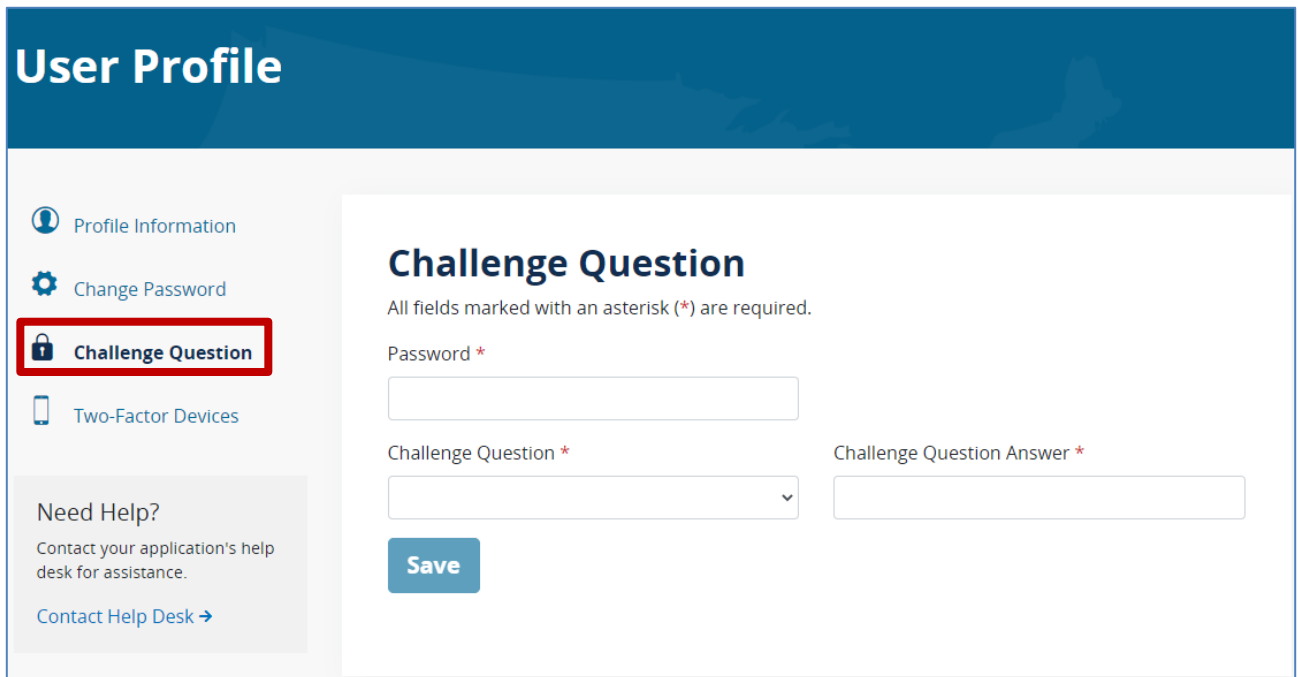 User Profile
Profile Information
Change Password
Challenge Question
Two-Factor Devices
Need Help?
Contact your application's help
desk for assistance.
Contact Help Desk →
Challenge Question
All fields marked with an asterisk (*) are required.
Password *
Challenge Question *
Challenge Question Answer *
Save